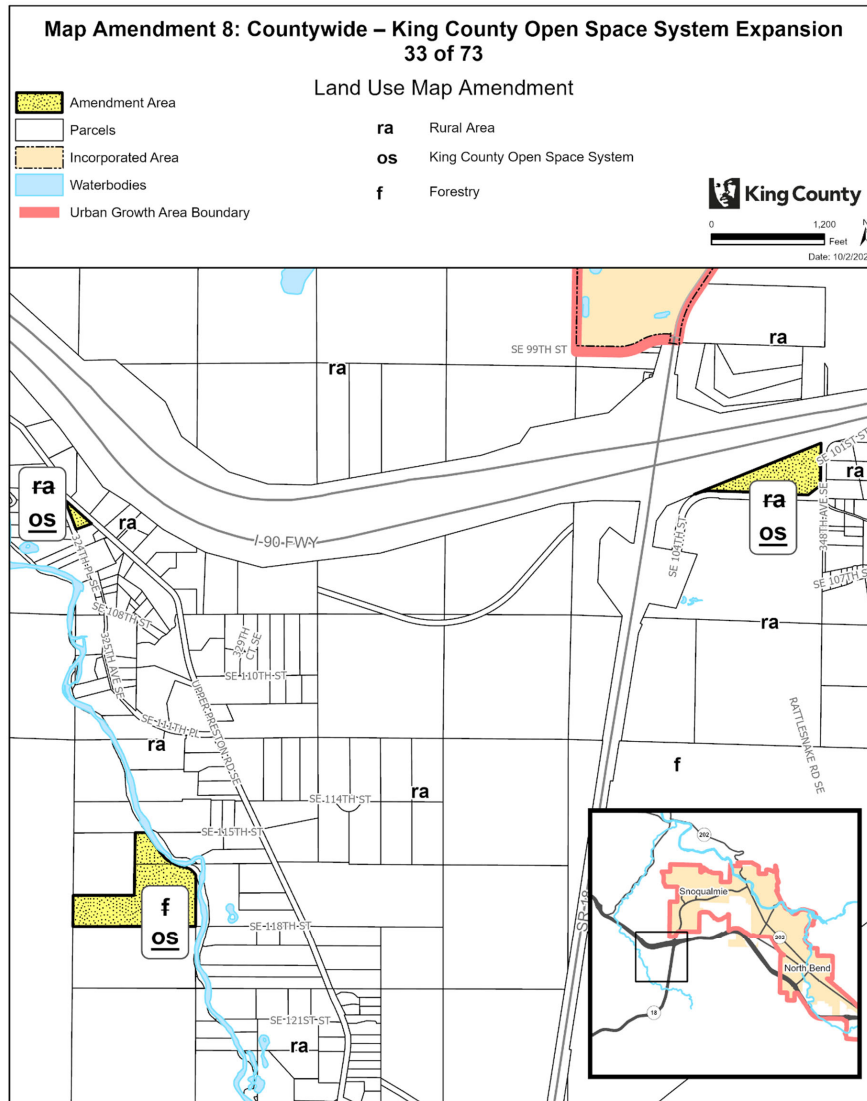 Map Amendment 8: Countywide – King County Open Space System Expansion
33 of 73
Land Use Map Amendment
Amendment Area
Parcels
Incorporated Area
Waterbodies
Urban Growth Area Boundary
ra Rural Area
os King County Open Space System
f Forestry
King County
0 1,200
Feet
N
Date: 10/2/202
SE 99TH ST
ra
ra
SE 101ST ST
ra
ra
os
ra
os
ra
324TH PL SE
I-90 FWY
SE 104TH ST
348TH AVE SE
SE 107TH ST
SE 108TH ST
325TH AVE SE
329TH
CT SE
SE 110TH ST
ra
UPPER PRESTON RD SE
SE 111TH PL
ra
RATTLESNAKE RD SE
f
SE 114TH ST
ra
SE 115TH ST
f
os
SE 118TH ST
SR-18
SE 121ST ST
ra
202
Snoqualmie
202
North Bend
18